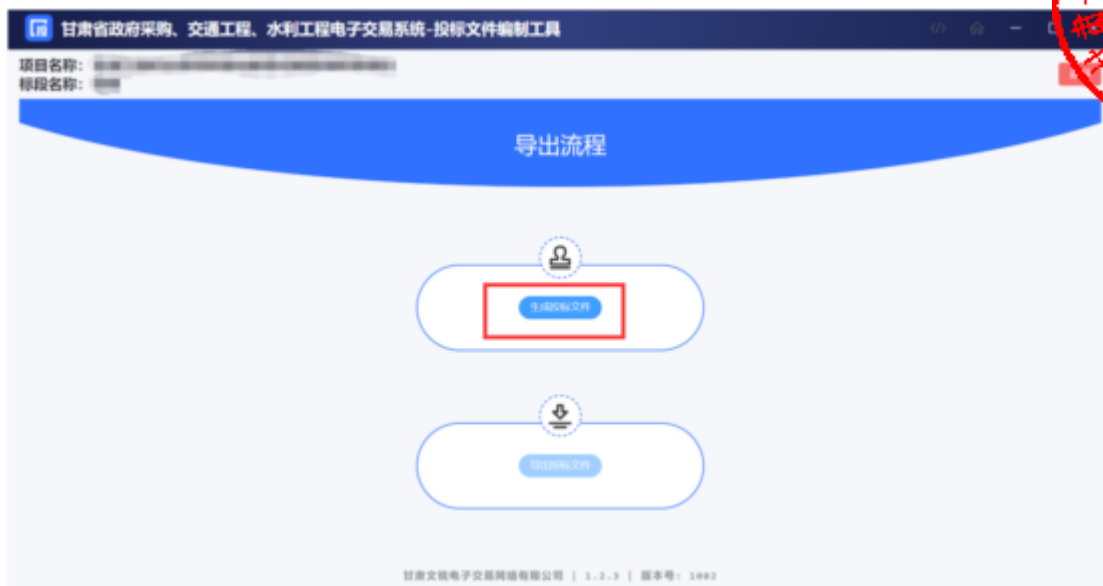 投 甘肃省政府采购、交通工程、水利工程电子交易系统-投标文件编制工具
项目名称：
标段名称：
导出流程
生成投标文件
导出投标文件
甘肃文锐电子交易网络有限公司 | 1.2.3 | 版本号：1002